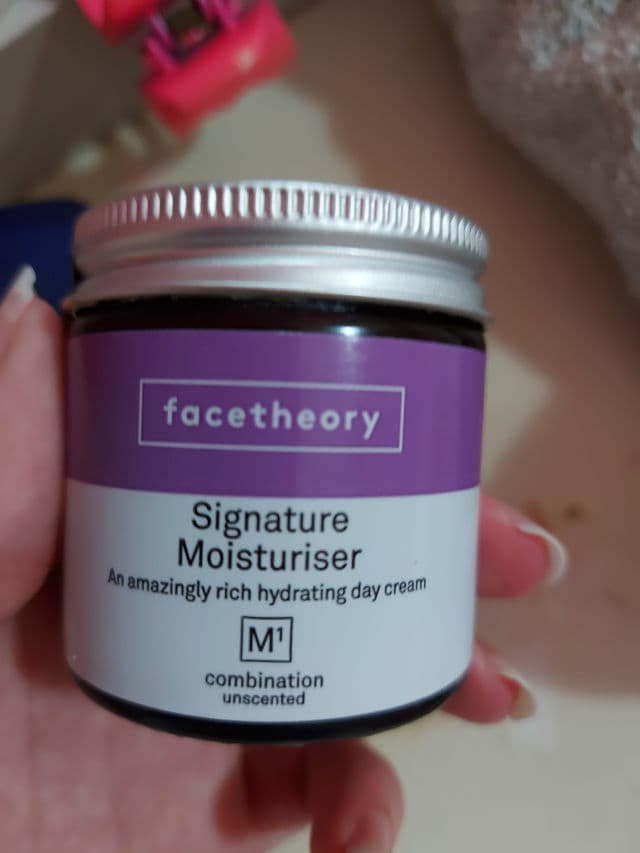 facetheory
Signature
Moisturiser
An amazingly rich hydrating day cream
M¹
combination
unscented